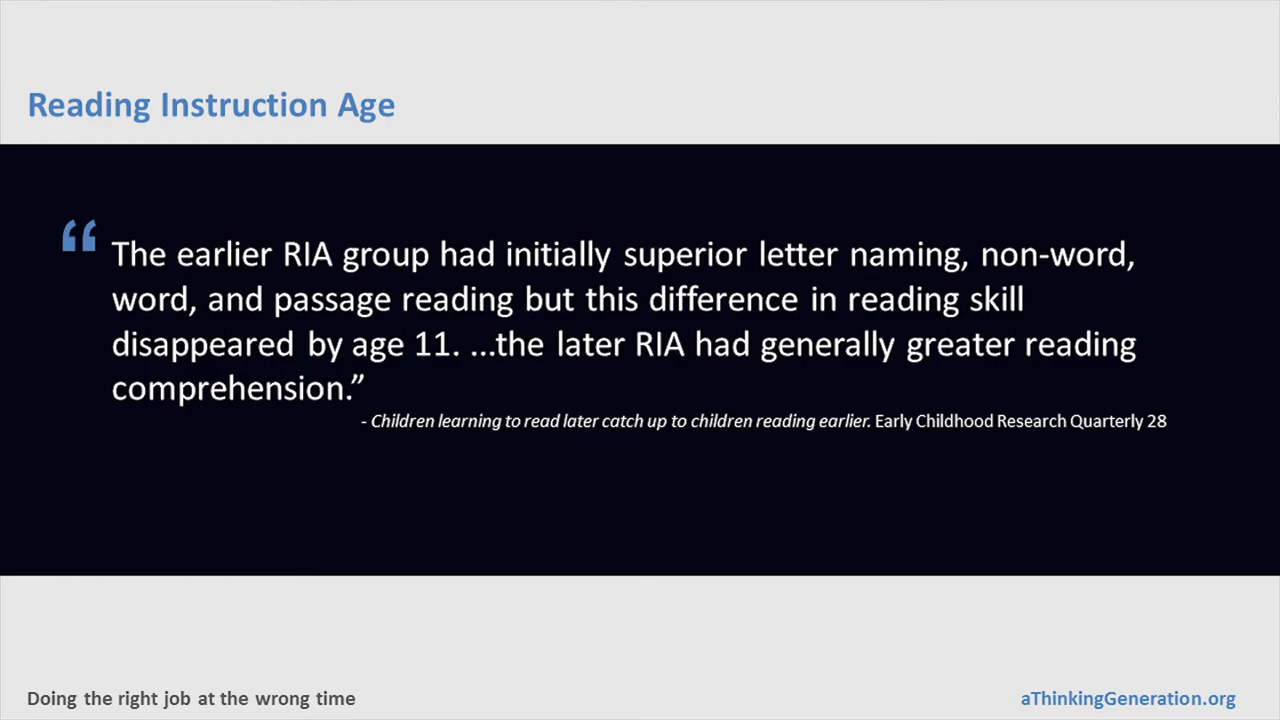 Reading Instruction Age
“ The earlier RIA group had initially superior letter naming, non-word,
word, and passage reading but this difference in reading skill
disappeared by age 11. ...the later RIA had generally greater reading
comprehension.”
- Children learning to read later catch up to children reading earlier. Early Childhood Research Quarterly 28
Doing the right job at the wrong time
aThinkingGeneration.org